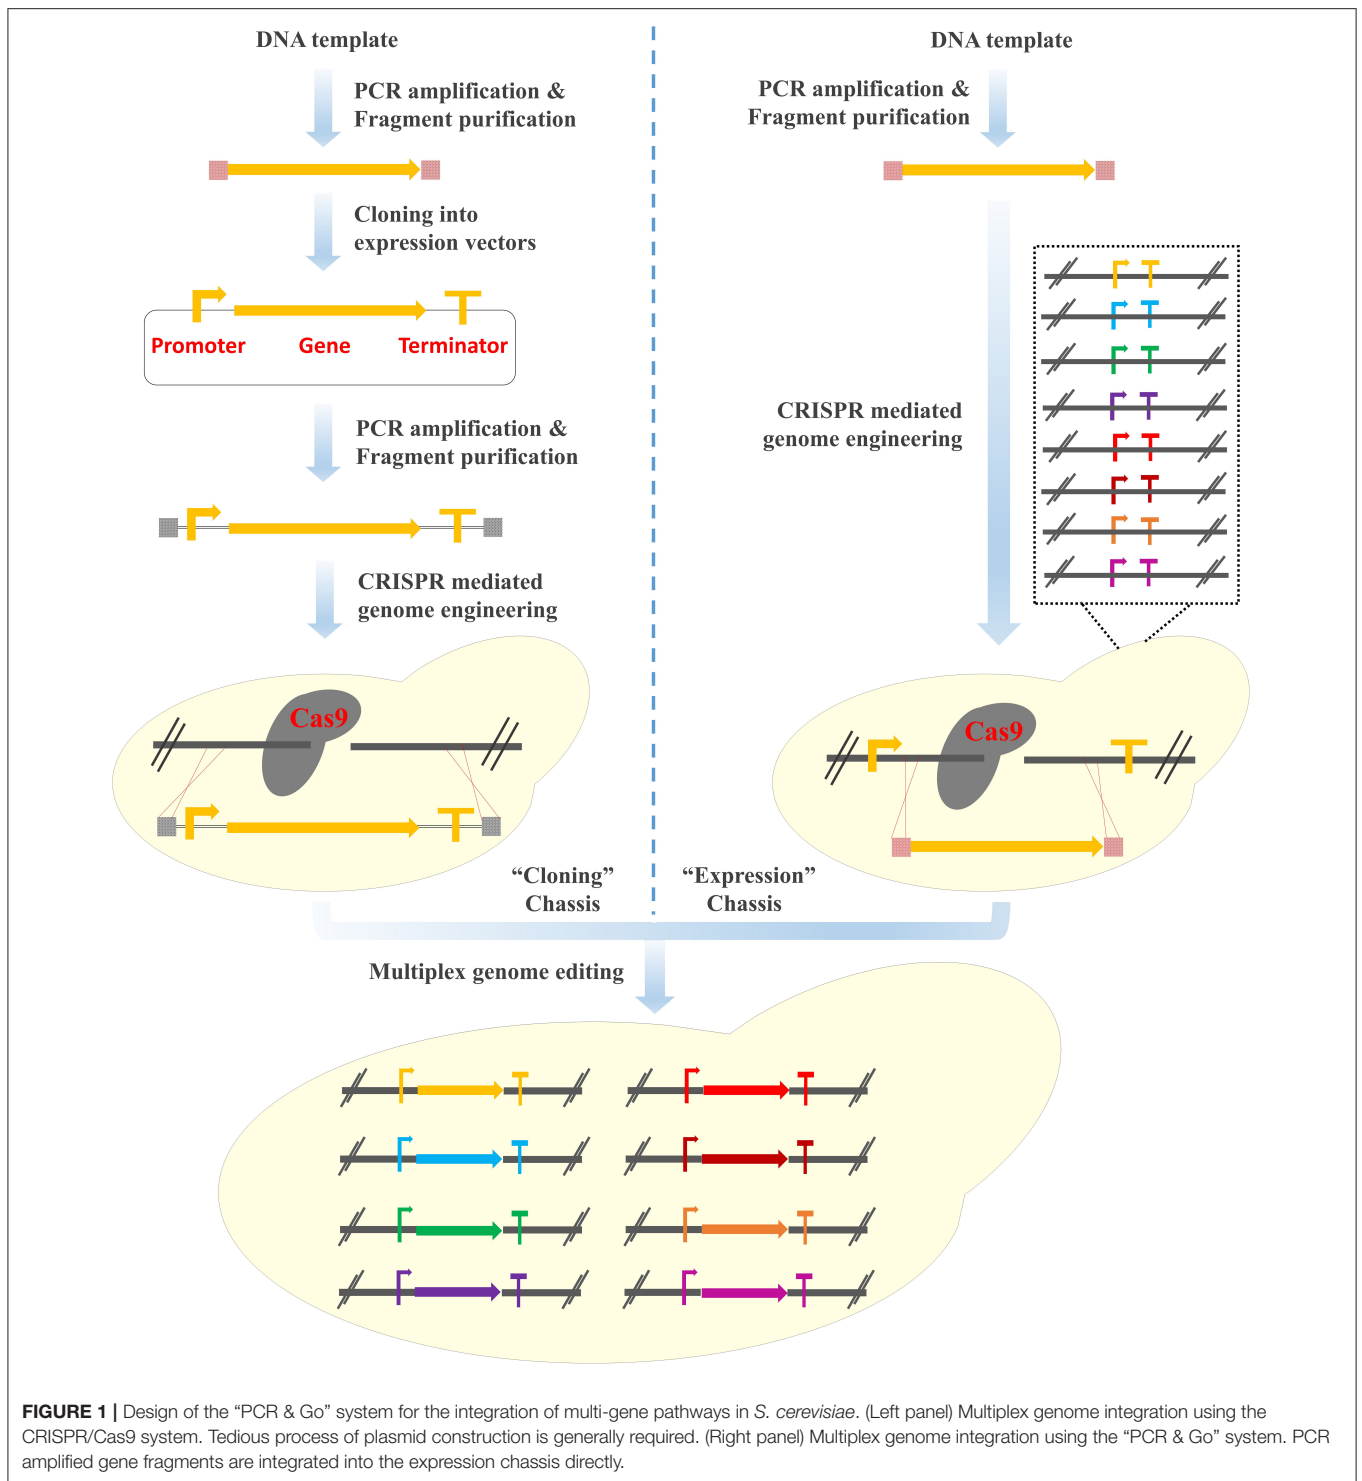 DNA template
PCR amplification &
Fragment purification
Cloning into
expression vectors
Promoter Gene Terminator
PCR amplification &
Fragment purification
CRISPR mediated
genome engineering
Cas9
"Cloning"
Chassis
DNA template
PCR amplification &
Fragment purification
CRISPR mediated
genome engineering
Cas9
"Expression"
Chassis
Multiplex genome editing
FIGURE 1 | Design of the "PCR & Go" system for the integration of multi-gene pathways in S. cerevisiae. (Left panel) Multiplex genome integration using the
CRISPR/Cas9 system. Tedious process of plasmid construction is generally required. (Right panel) Multiplex genome integration using the "PCR & Go" system. PCR
amplified gene fragments are integrated into the expression chassis directly.